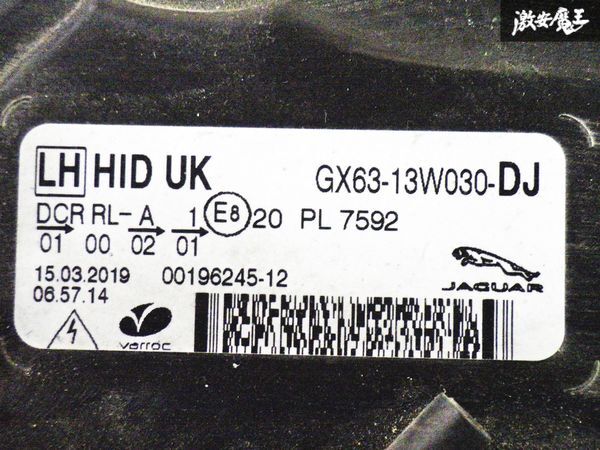 激安魔王
LH HID UK GX63-13W030-DJ
DCR RL- A 1 E8 20 PL 7592
01 00 02 01
15.03.2019 00196245-12
06.57.14
JAGUAR
varroc